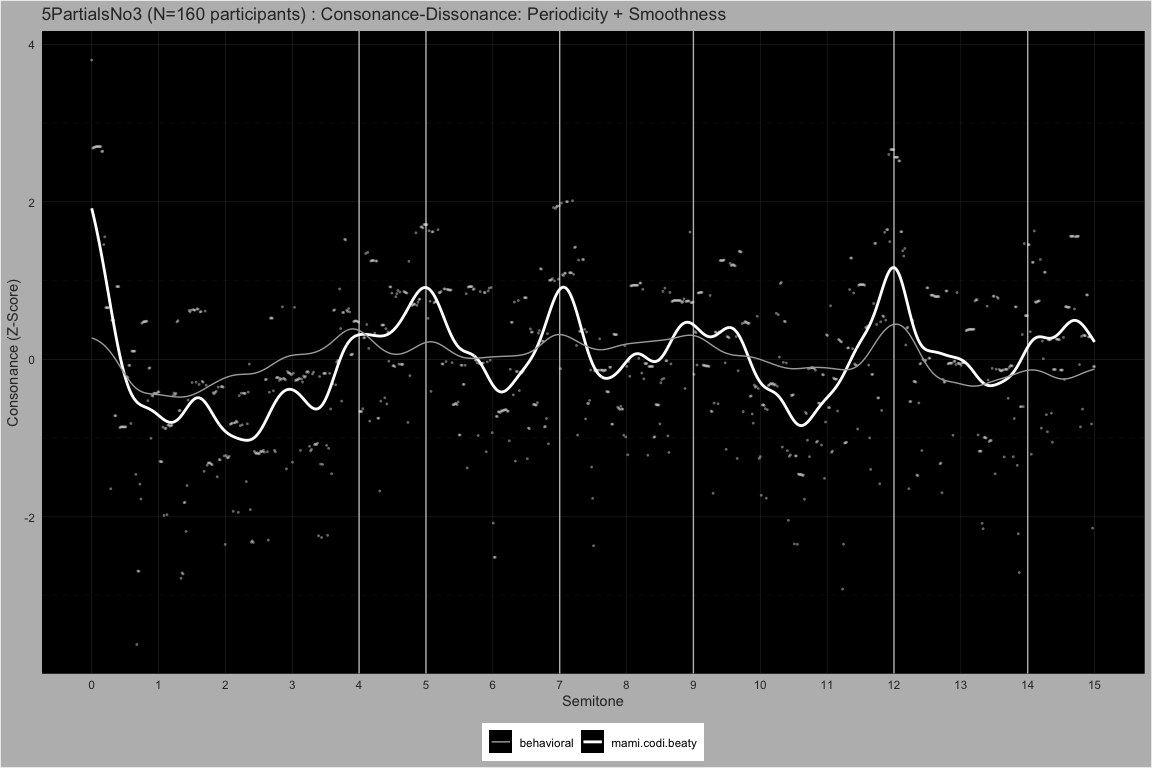 5PartialsNo3 (N=160 participants) : Consonance-Dissonance: Periodicity + Smoothness
4
2
0
-2
Consonance (Z-Score)
0 1 2 3 4 5 6 7 8 9 10 11 12 13 14 15
Semitone
behavioral mami.codi.beaty